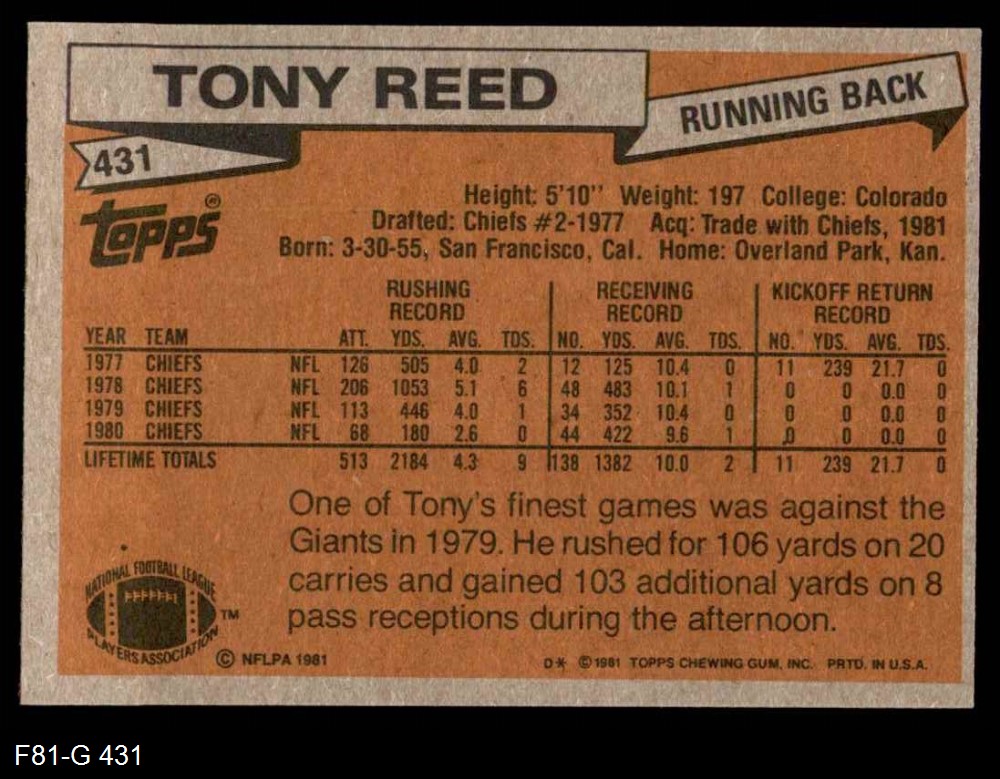 TONY REED
RUNNING BACK
431
Topps®
Height: 5'10" Weight: 197 College: Colorado
Drafted: Chiefs #2-1977 Acq: Trade with Chiefs, 1981
Born: 3-30-55, San Francisco, Cal. Home: Overland Park, Kan.
RUSHING RECORD RECEIVING RECORD KICKOFF RETURN RECORD
YEAR TEAM ATT. YDS. AVG. TDS. NO. YDS. AVG. TDS. NO. YDS. AVG. TDS.
1977 CHIEFS NFL 126 505 4.0 2 12 125 10.4 0 11 239 21.7 0
1978 CHIEFS NFL 206 1053 5.1 6 48 483 10.1 1 0 0 0.0 0
1979 CHIEFS NFL 113 446 4.0 1 34 352 10.4 0 0 0 0.0 0
1980 CHIEFS NFL 68 180 2.6 0 44 422 9.6 1 0 0 0.0 0
LIFETIME TOTALS 513 2184 4.3 9 138 1382 10.0 2 11 239 21.7 0
One of Tony's finest games was against the
Giants in 1979. He rushed for 106 yards on 20
carries and gained 103 additional yards on 8
pass receptions during the afternoon.
NATIONAL FOOTBALL LEAGUE
PLAYERS ASSOCIATION
™
© NFLPA 1981
D* © 1981 TOPPS CHEWING GUM, INC. PRTD. IN U.S.A.
F81-G 431